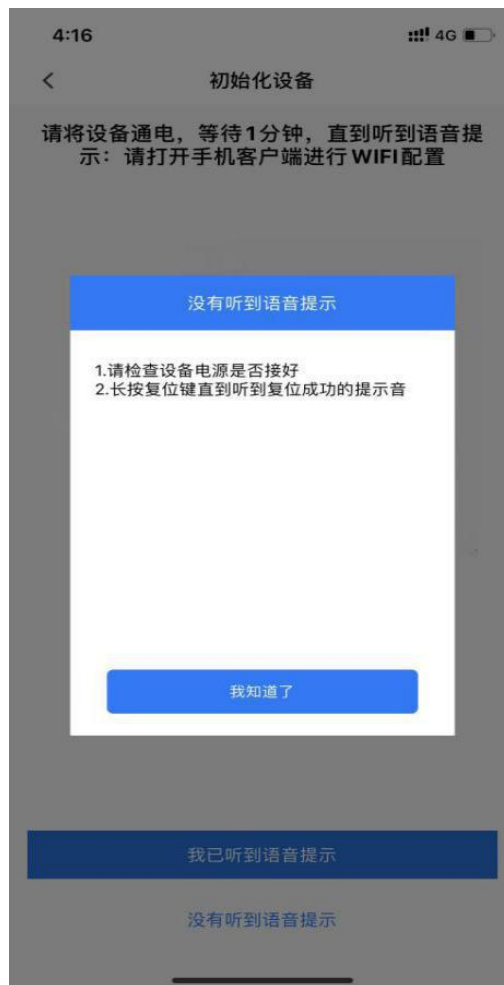 4:16
4G
初始化设备
请将设备通电，等待1分钟，直到听到语音提
示：请打开手机客户端进行WIFI配置
没有听到语音提示
1.请检查设备电源是否接好
2.长按复位键直到听到复位成功的提示音
我知道了
我已听到语音提示
没有听到语音提示